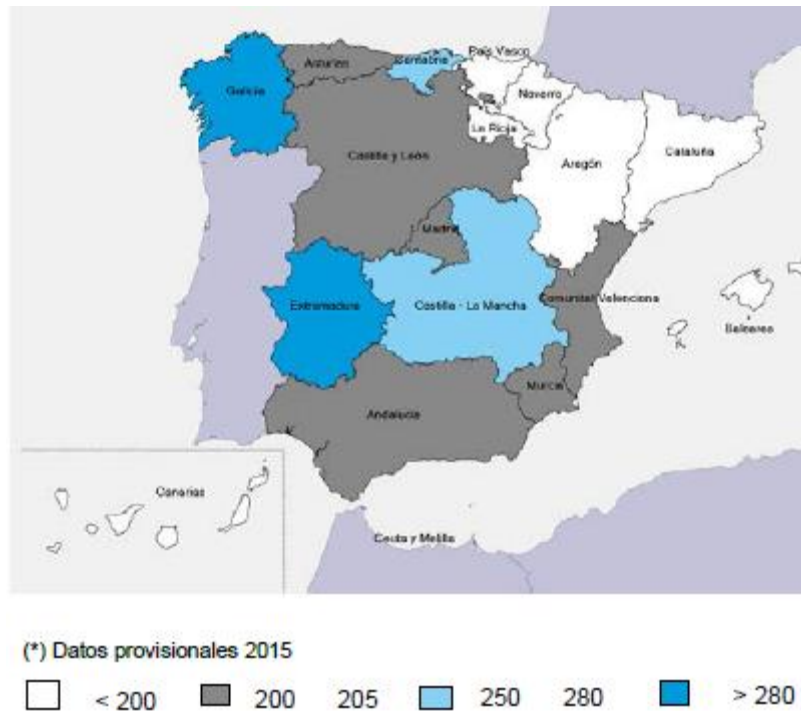 País Vasco
Asturias
Cantabria
Galicia
Navarra
La Rioja
Cataluña
Castilla y León
Aragón
Madrid
Extremadura
Castilla - La Mancha
Comunitat Valenciana
Baleares
Murcia
Andalucía
Canarias
Ceuta y Melilla
(*) Datos provisionales 2015
< 200 200 205 250 280 > 280